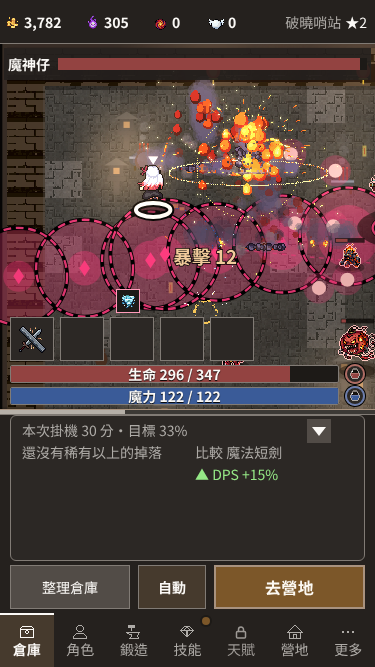 3,782 305 0 0 破曉哨站 ★2
魔神仔
暴擊 12
生命 296 / 347
魔力 122 / 122
本次掛機 30 分・目標 33%
還沒有稀有以上的掉落 比較 魔法短劍
▲ DPS +15%
整理倉庫 自動 去營地
倉庫 角色 鍛造 技能 天賦 營地 更多